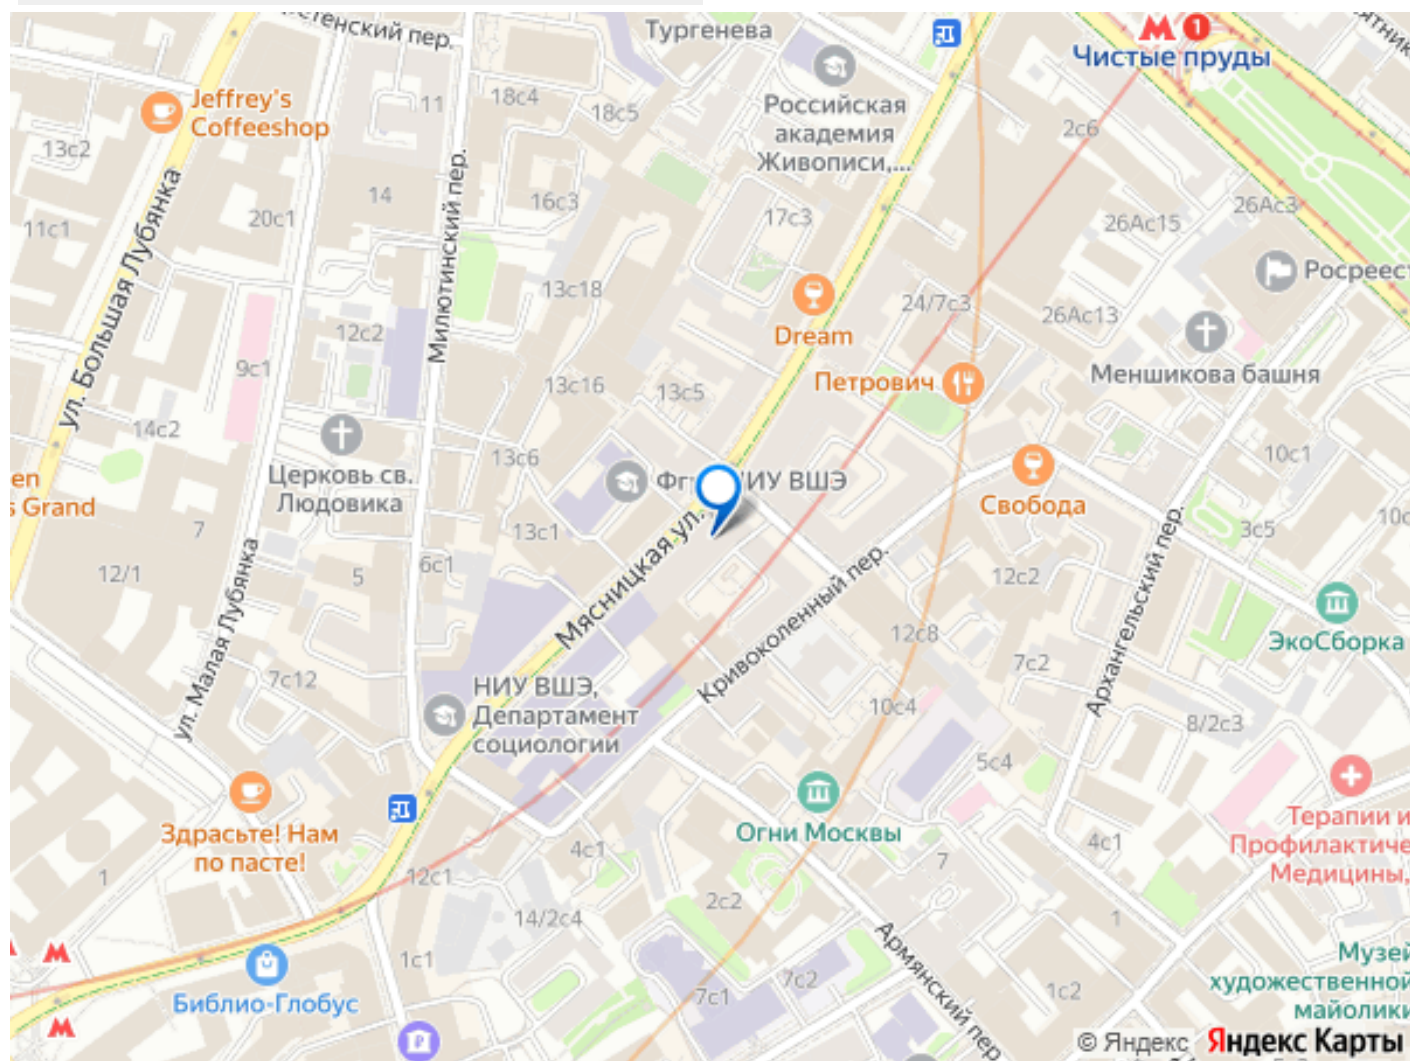 Тургенева
Чистые пруды
1
Jeffrey's
Coffeeshop
11
18с4
18с5
Российская
академия
Живописи,...
2с6
13с2
14
16с3
17с3
26Ас15
26Ас3
11с1
20с1
ул. Большая Лубянка
Милютинский пер.
13с18
Росреест
Dream
24/7с3
26Ас13
12с2
Меншикова башня
9с1
13с16
13с5
Петрович
14с2
Церковь св.
Людовика
13с6
НИУ ВШЭ
Свобода
10с1
en
s Grand
7
13с1
3с5
12/1
5
6с1
Мясницкая ул.
12с2
Кривоколенный пер.
Архангельский пер.
ул. Малая Лубянка
ЭкоСборка
12с8
7с2
7с12
НИУ ВШЭ,
Департамент
социологии
10с4
8/2с3
5с4
Здрасьте! Нам
по пасте!
Огни Москвы
Терапии и
Профилактиче
Медицины,
4с1
7
4с1
1
12с1
14/2с4
2с2
1
Армянский пер.
Библио-Глобус
1с1
7с1
7с2
1с2
Музей
художественной
майолики
© Яндекс Яндекс Карты